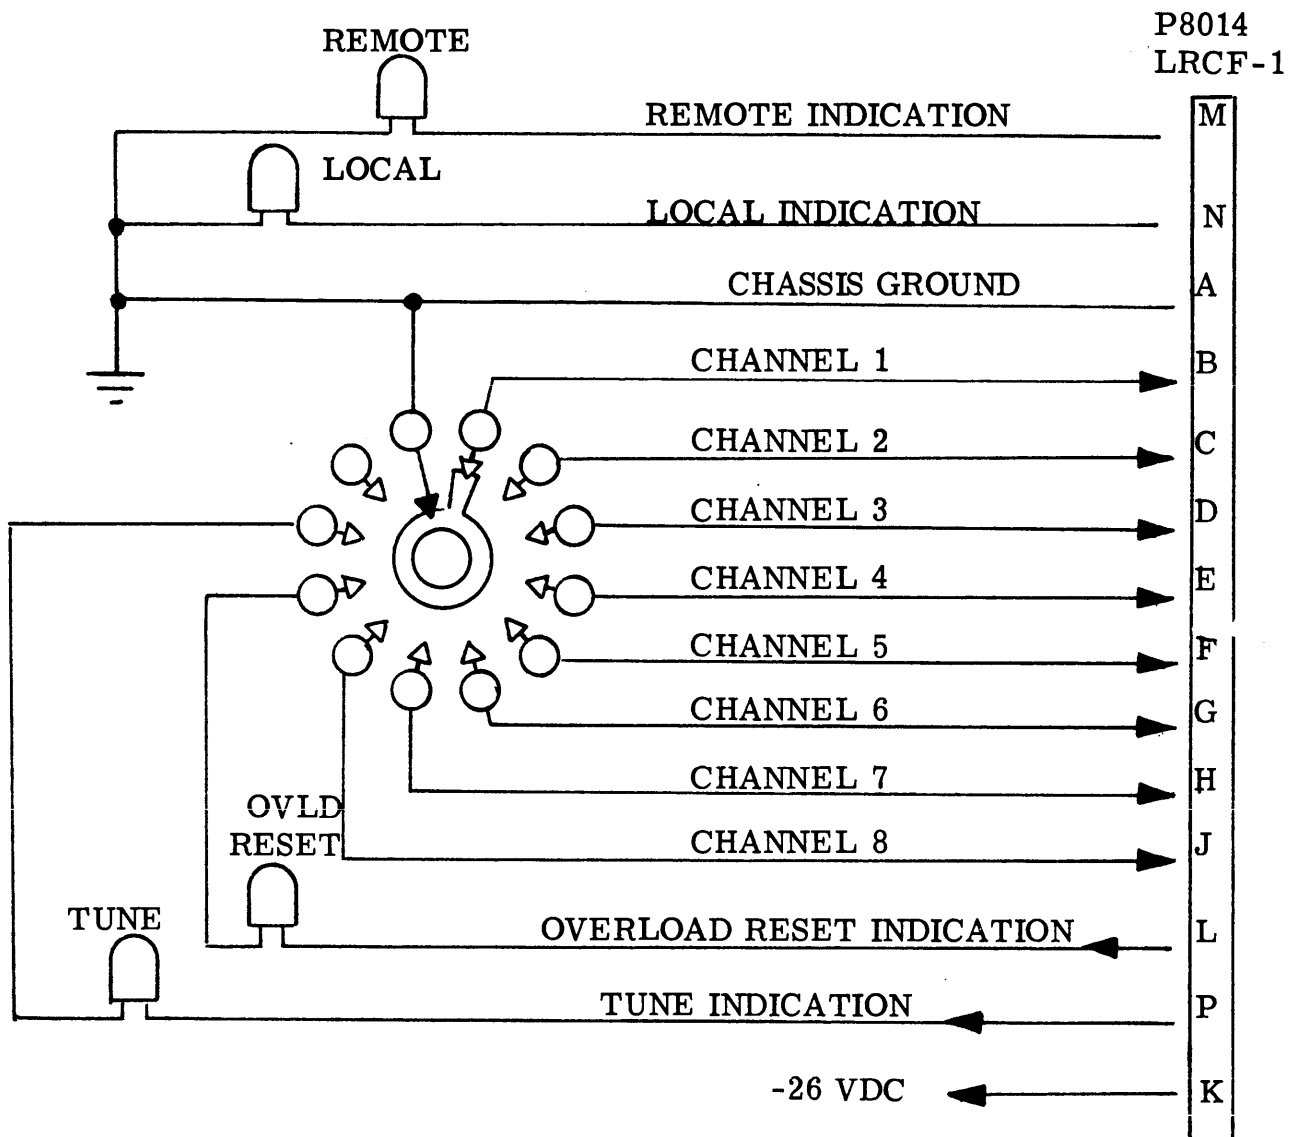 P8014
LRCF-1
REMOTE
REMOTE INDICATION
M
LOCAL
LOCAL INDICATION
N
CHASSIS GROUND
A
CHANNEL 1
B
CHANNEL 2
C
CHANNEL 3
D
CHANNEL 4
E
CHANNEL 5
F
CHANNEL 6
G
CHANNEL 7
H
OVLD
RESET
CHANNEL 8
J
TUNE
OVERLOAD RESET INDICATION
L
TUNE INDICATION
P
-26 VDC
K